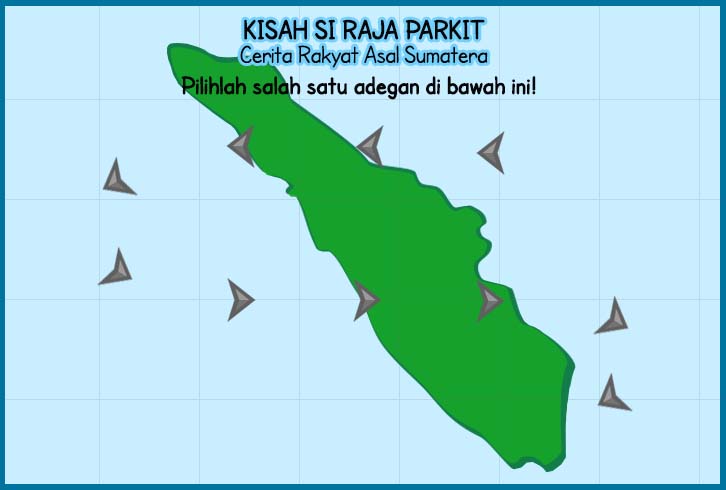 KISAH SI RAJA PARKIT
Cerita Rakyat Asal Sumatera
Pilihlah salah satu adegan di bawah ini!